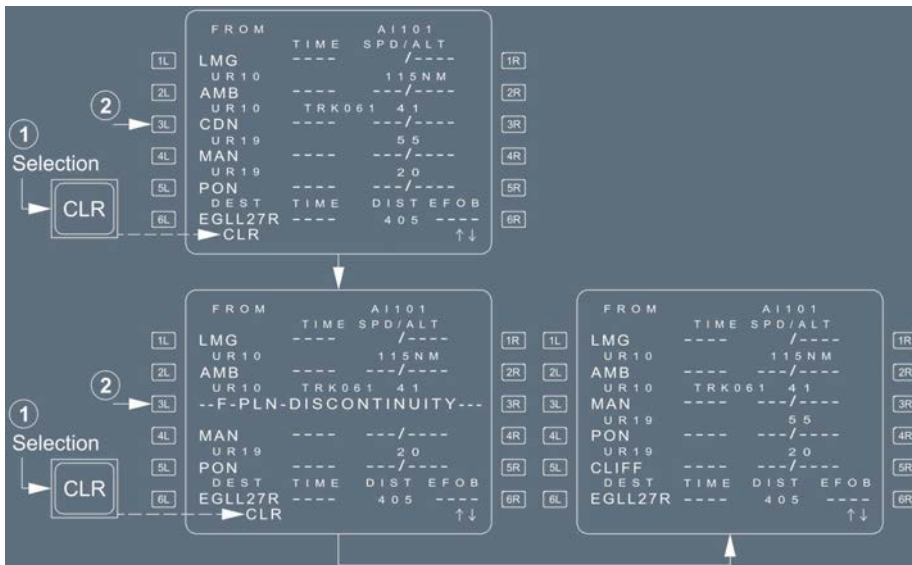 FROM AI101
TIME SPD/ALT
1L LMG ---- /---- 1R
UR10 115NM
2L AMB ---- ---/---- 2R
UR10 TRK061 41
2 3L CDN ---- ---/---- 3R
1 UR19 55
Selection 4L MAN ---- ---/---- 4R
UR19 20
CLR 5L PON ---- ---/---- 5R
DEST TIME DIST EFOB
6L EGLL27R ---- 405 ---- 6R
CLR ↑↓
FROM AI101
TIME SPD/ALT
1L LMG ---- /---- 1R
UR10 115NM
2L AMB ---- ---/---- 2R
UR10 TRK061 41
2 3L --F-PLN-DISCONTINUITY--- 3R
1
Selection 4L MAN ---- ---/---- 4R
UR19 20
CLR 5L PON ---- ---/---- 5R
DEST TIME DIST EFOB
6L EGLL27R ---- 405 ---- 6R
CLR ↑↓
FROM AI101
TIME SPD/ALT
1L LMG ---- /---- 1R
UR10 115NM
2L AMB ---- ---/---- 2R
UR10 TRK061 41
3L MAN ---- ---/---- 3R
UR19 55
4L PON ---- ---/---- 4R
UR19 20
5L CLIFF ---- ---/---- 5R
DEST TIME DIST EFOB
6L EGLL27R ---- 405 ---- 6R
↑↓